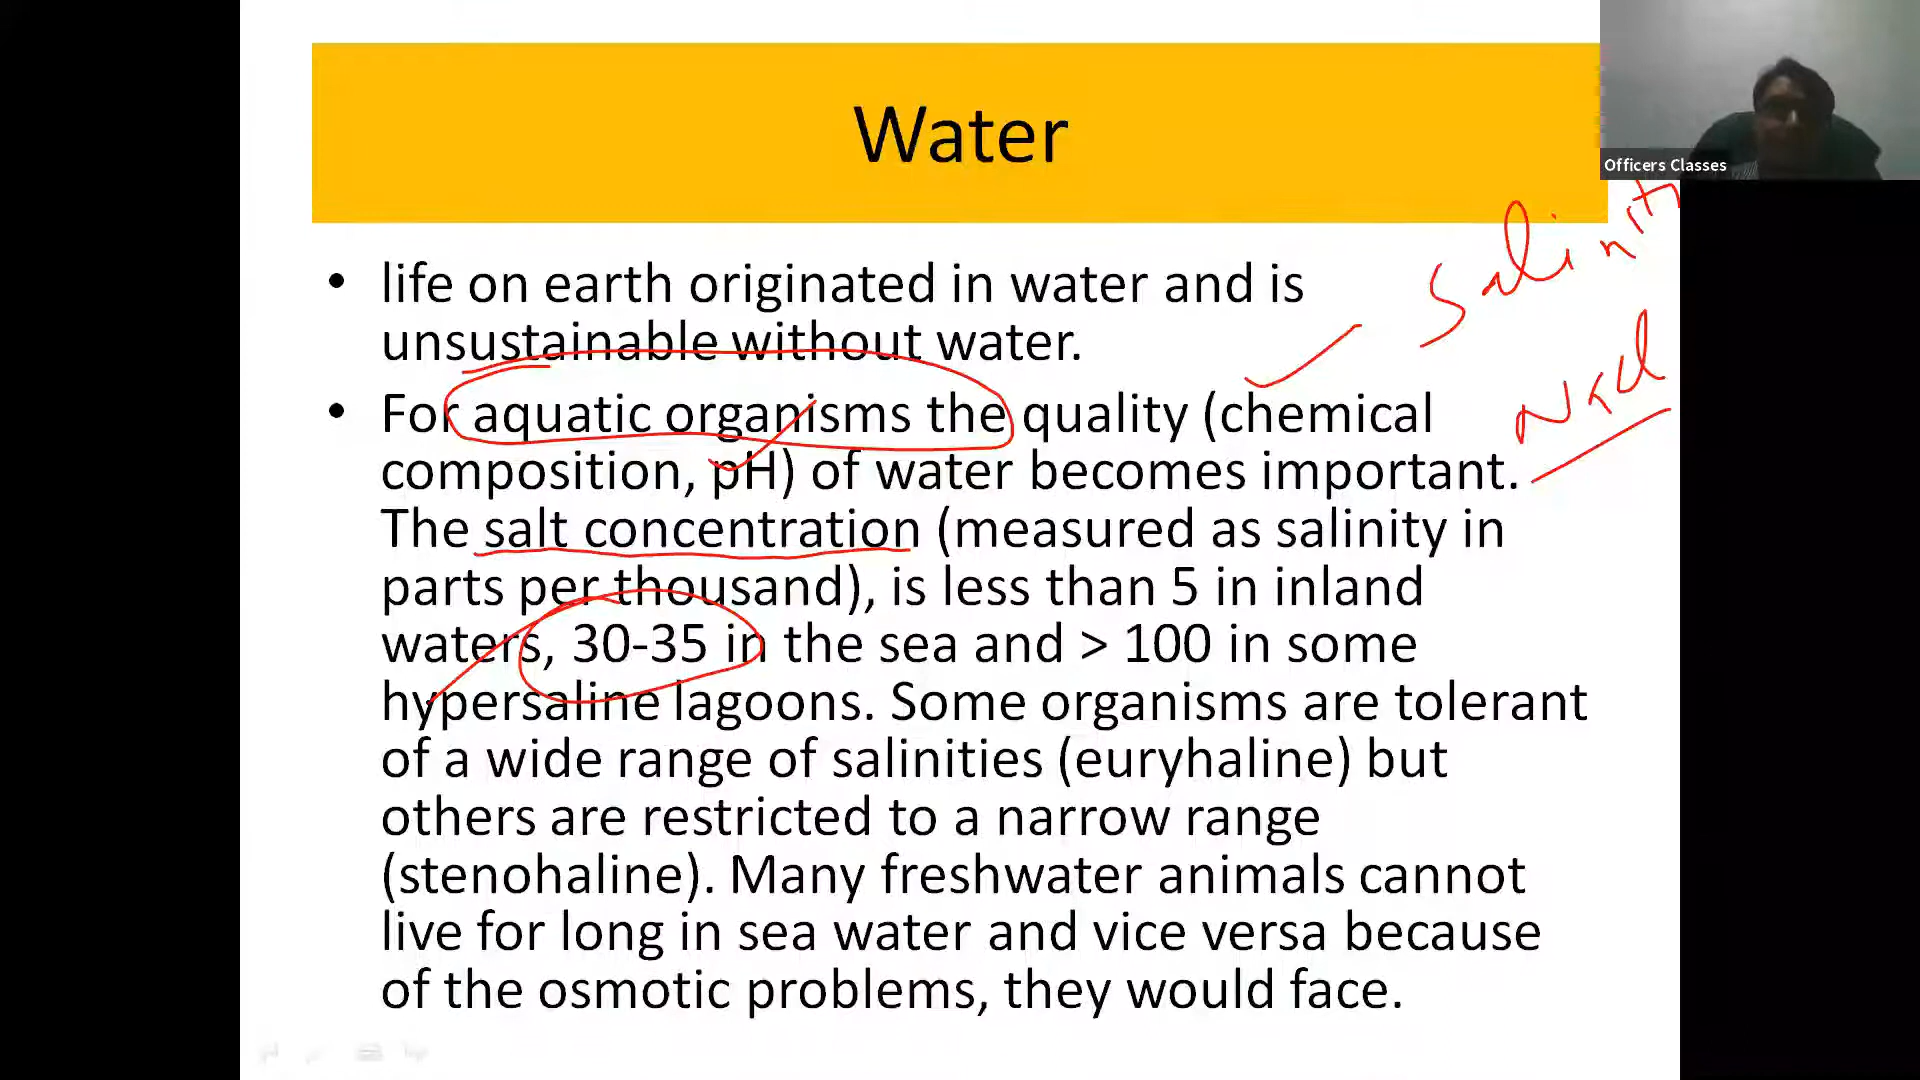 Water
Officers Classes
Salinity
• life on earth originated in water and is
unsustainable without water.
NaCl
• For aquatic organisms the quality (chemical
composition, pH) of water becomes important.
The salt concentration (measured as salinity in
parts per thousand), is less than 5 in inland
waters, 30-35 in the sea and > 100 in some
hypersaline lagoons. Some organisms are tolerant
of a wide range of salinities (euryhaline) but
others are restricted to a narrow range
(stenohaline). Many freshwater animals cannot
live for long in sea water and vice versa because
of the osmotic problems, they would face.